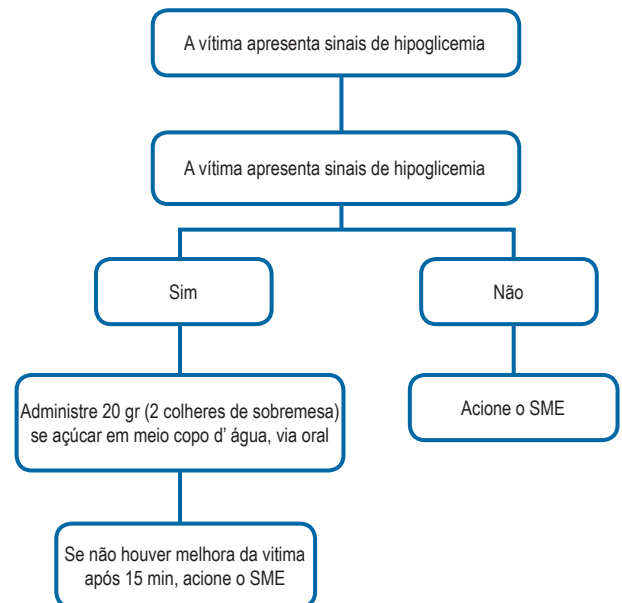 A vítima apresenta sinais de hipoglicemia
A vítima apresenta sinais de hipoglicemia
Sim
Não
Administre 20 gr (2 colheres de sobremesa)
se açúcar em meio copo d' água, via oral
Acione o SME
Se não houver melhora da vitima
após 15 min, acione o SME